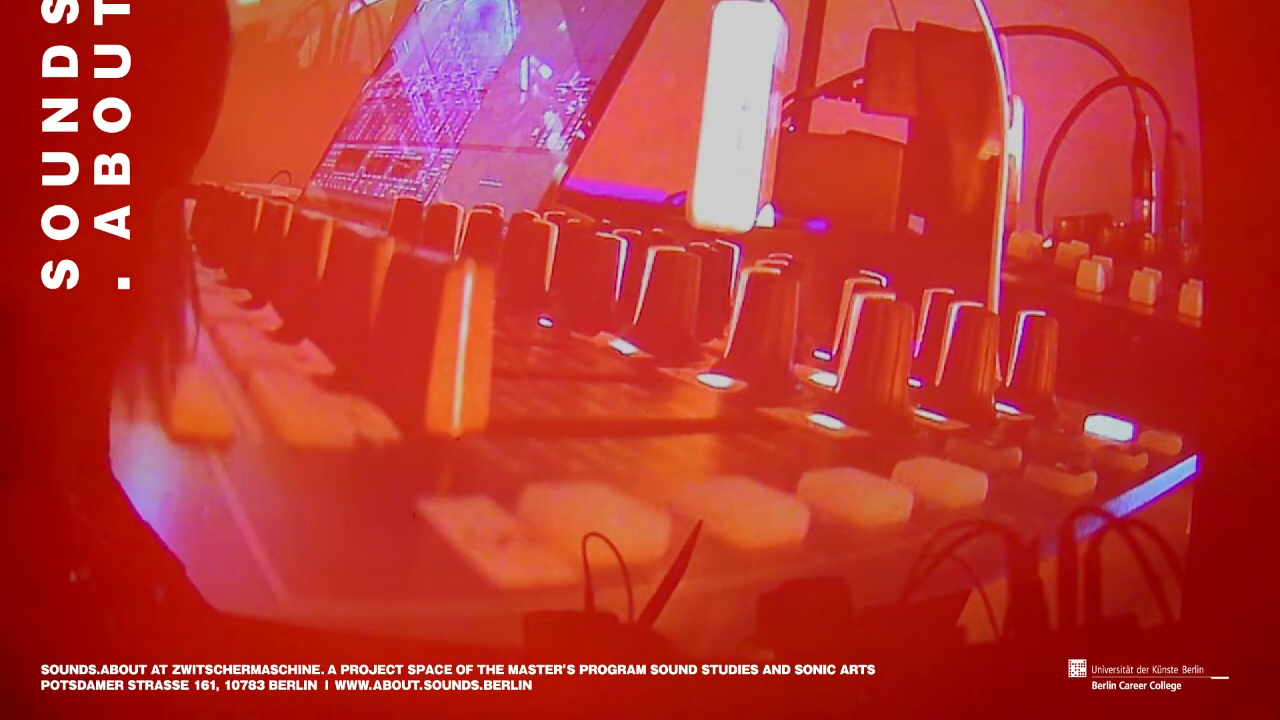 SOUNDS
. ABOUT
SOUNDS.ABOUT AT ZWITSCHERMASCHINE. A PROJECT SPACE OF THE MASTER'S PROGRAM SOUND STUDIES AND SONIC ARTS
POTSDAMER STRASSE 161, 10783 BERLIN | WWW.ABOUT.SOUNDS.BERLIN
Universität der Künste Berlin
Berlin Career College